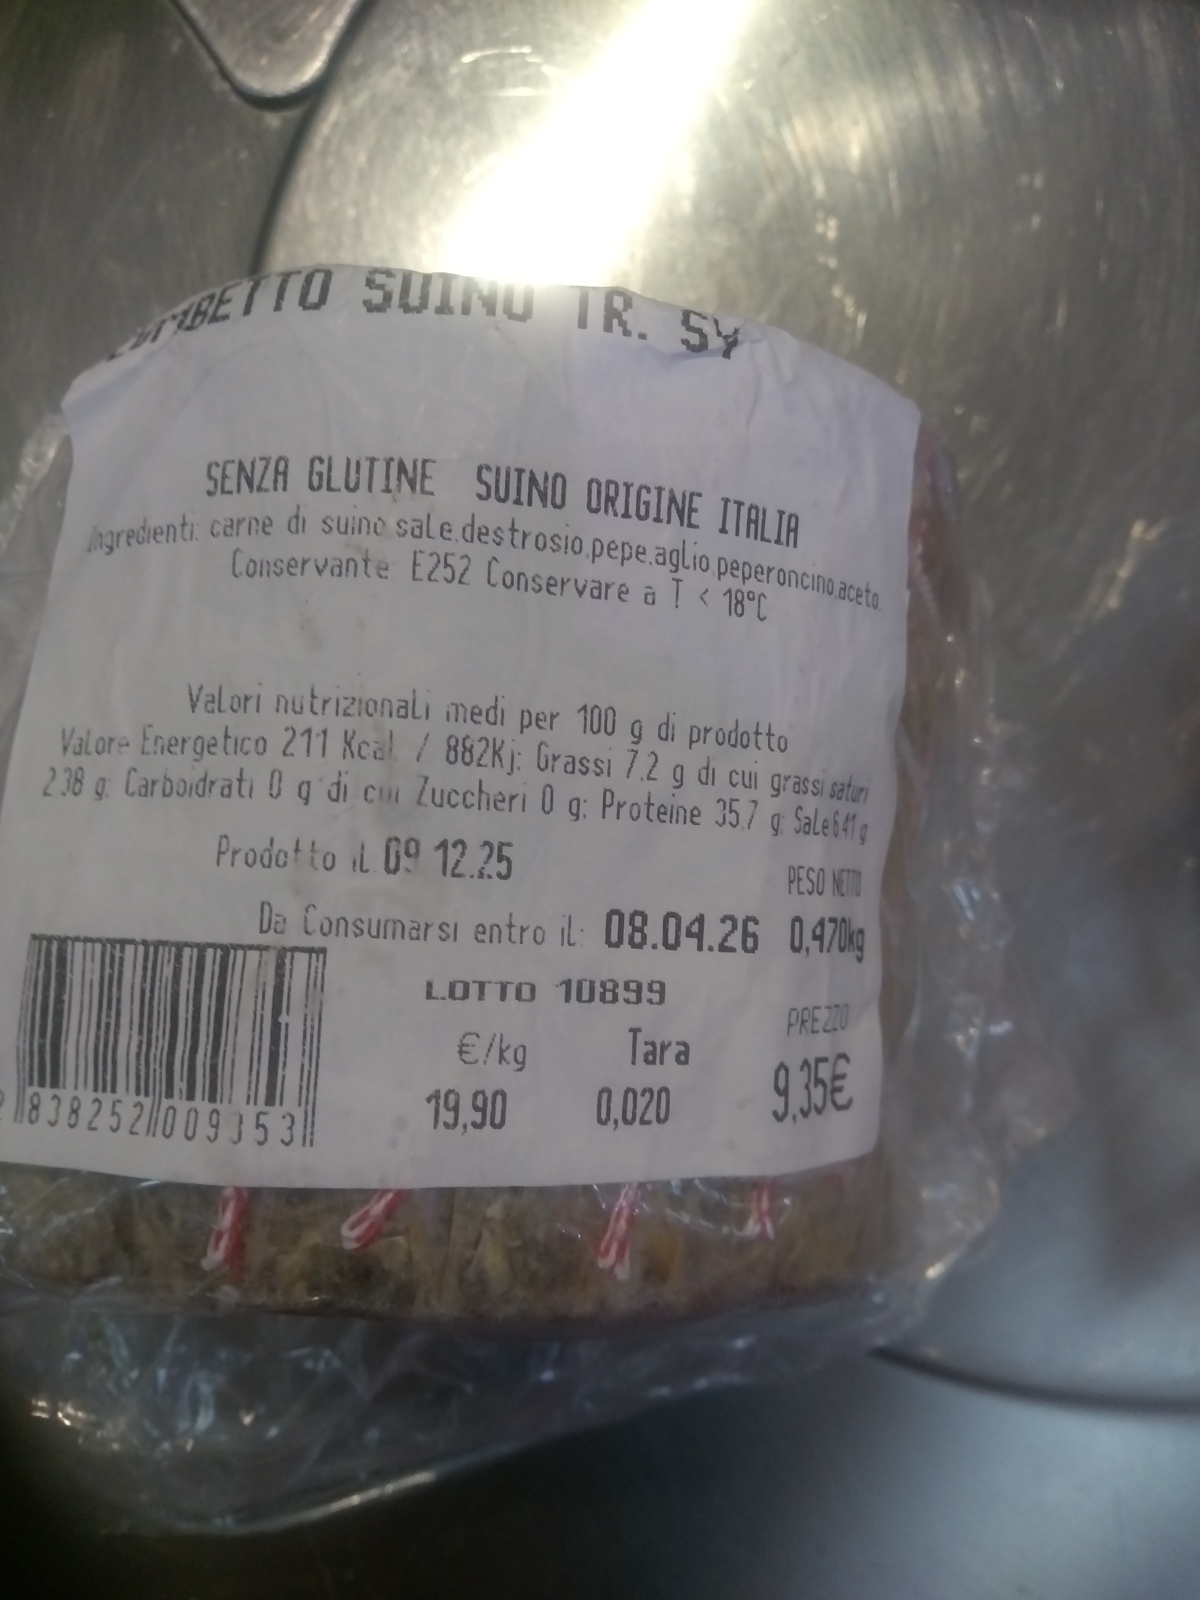 LOMBETTO SUINO TR. SY
SENZA GLUTINE SUINO ORIGINE ITALIA
Ingredienti: carne di suino sale,destrosio,pepe,aglio,peperoncino,aceto.
Conservante E252 Conservare a T < 18°C
Valori nutrizionali medi per 100 g di prodotto
Valore Energetico 211 Kcal / 882Kj; Grassi 7.2 g di cui grassi saturi
2.38 g; Carboidrati 0 g di cui Zuccheri 0 g; Proteine 35.7 g; Sale 6.41 g
Prodotto il 09 12.25
PESO NETTO
Da Consumarsi entro il: 08.04.26 0,470kg
LOTTO 10899
PREZZO
€/kg Tara
19,90 0,020 9,35€
2 838252 009353